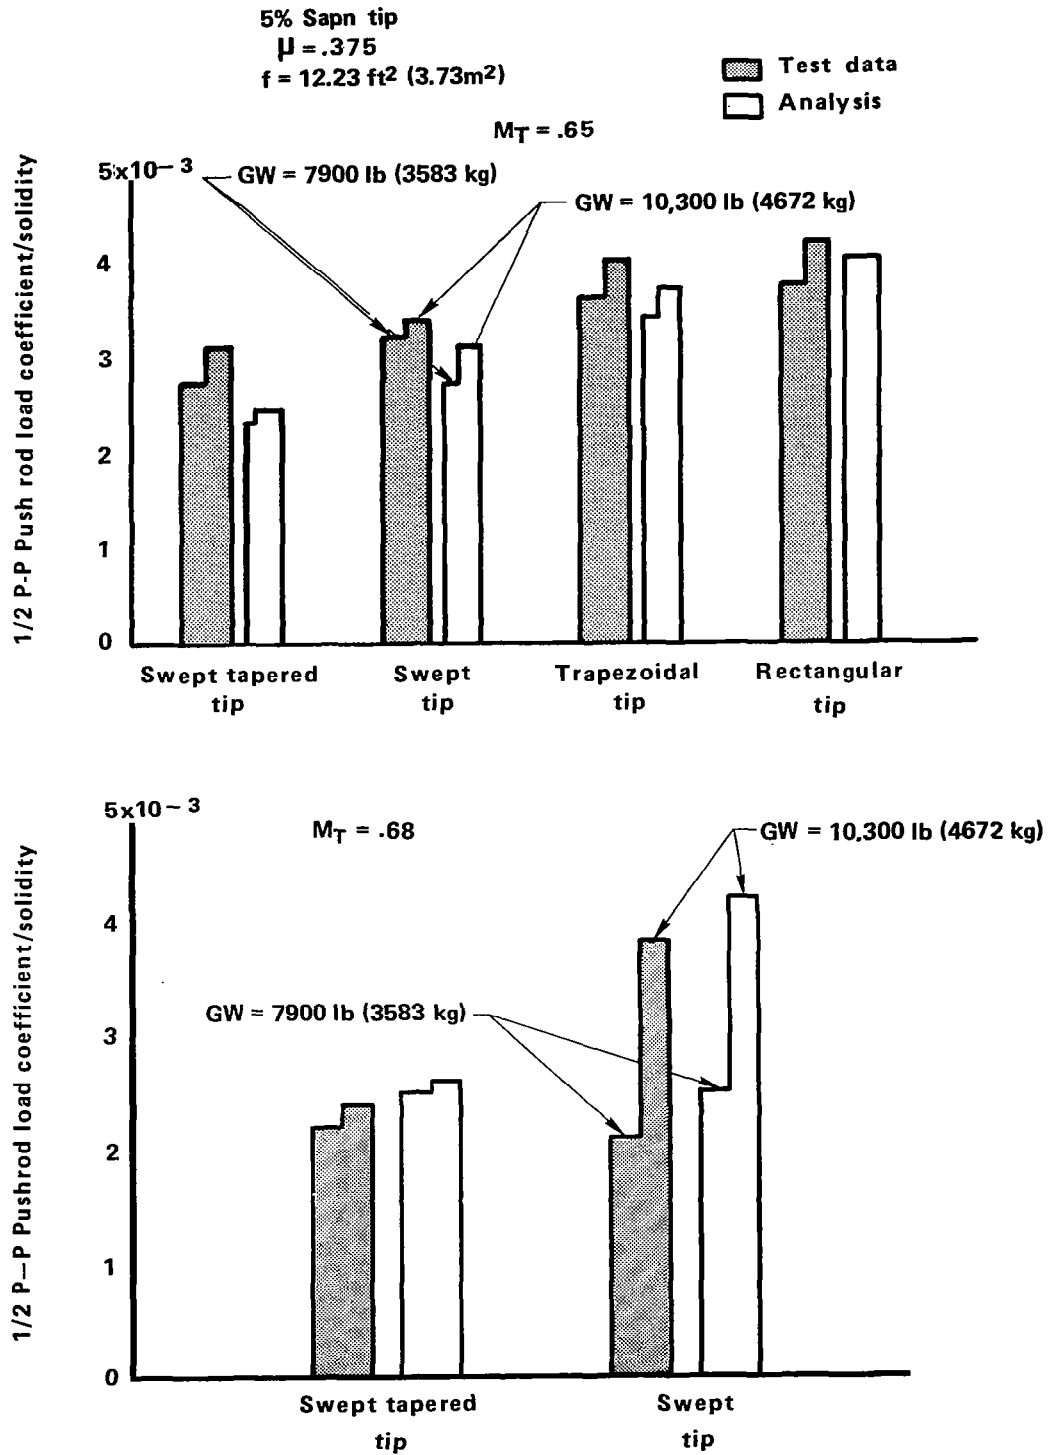 5% Sapn tip
μ = .375
f = 12.23 ft² (3.73m²)
Test data
Analysis
M_T = .65
5x10–3
GW = 7900 lb (3583 kg)
GW = 10,300 lb (4672 kg)
4
3
2
1
0
1/2 P-P Push rod load coefficient/solidity
Swept tapered
tip
Swept
tip
Trapezoidal
tip
Rectangular
tip
5x10–3
M_T = .68
GW = 10,300 lb (4672 kg)
4
GW = 7900 lb (3583 kg)
3
2
1
0
1/2 P–P Pushrod load coefficient/solidity
Swept tapered
tip
Swept
tip